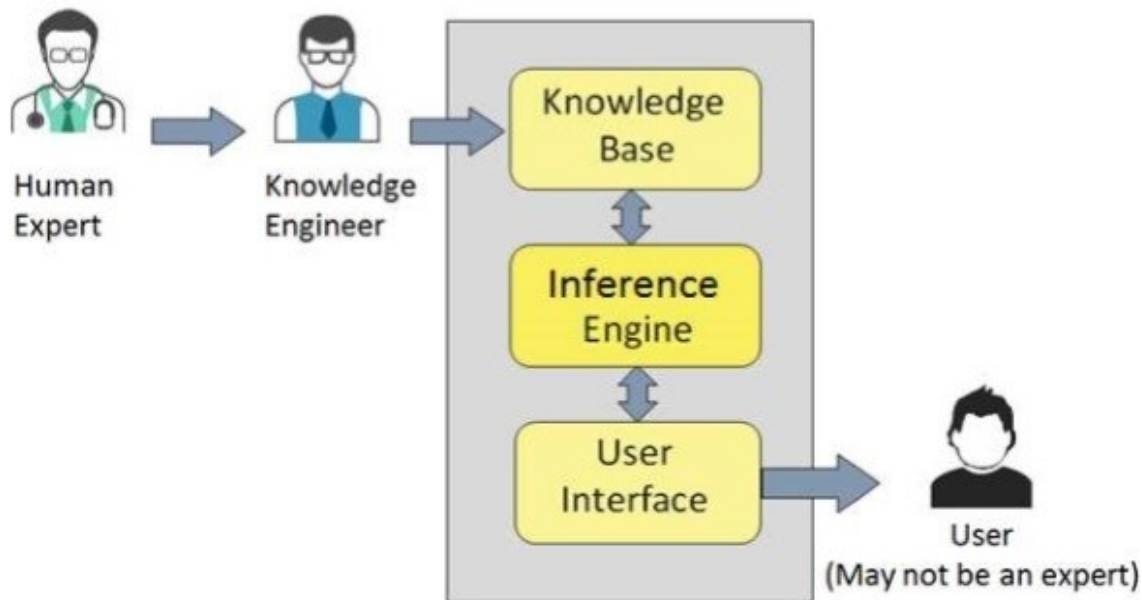 Human
Expert
Knowledge
Engineer
Knowledge
Base
Inference
Engine
User
Interface
User
(May not be an expert)